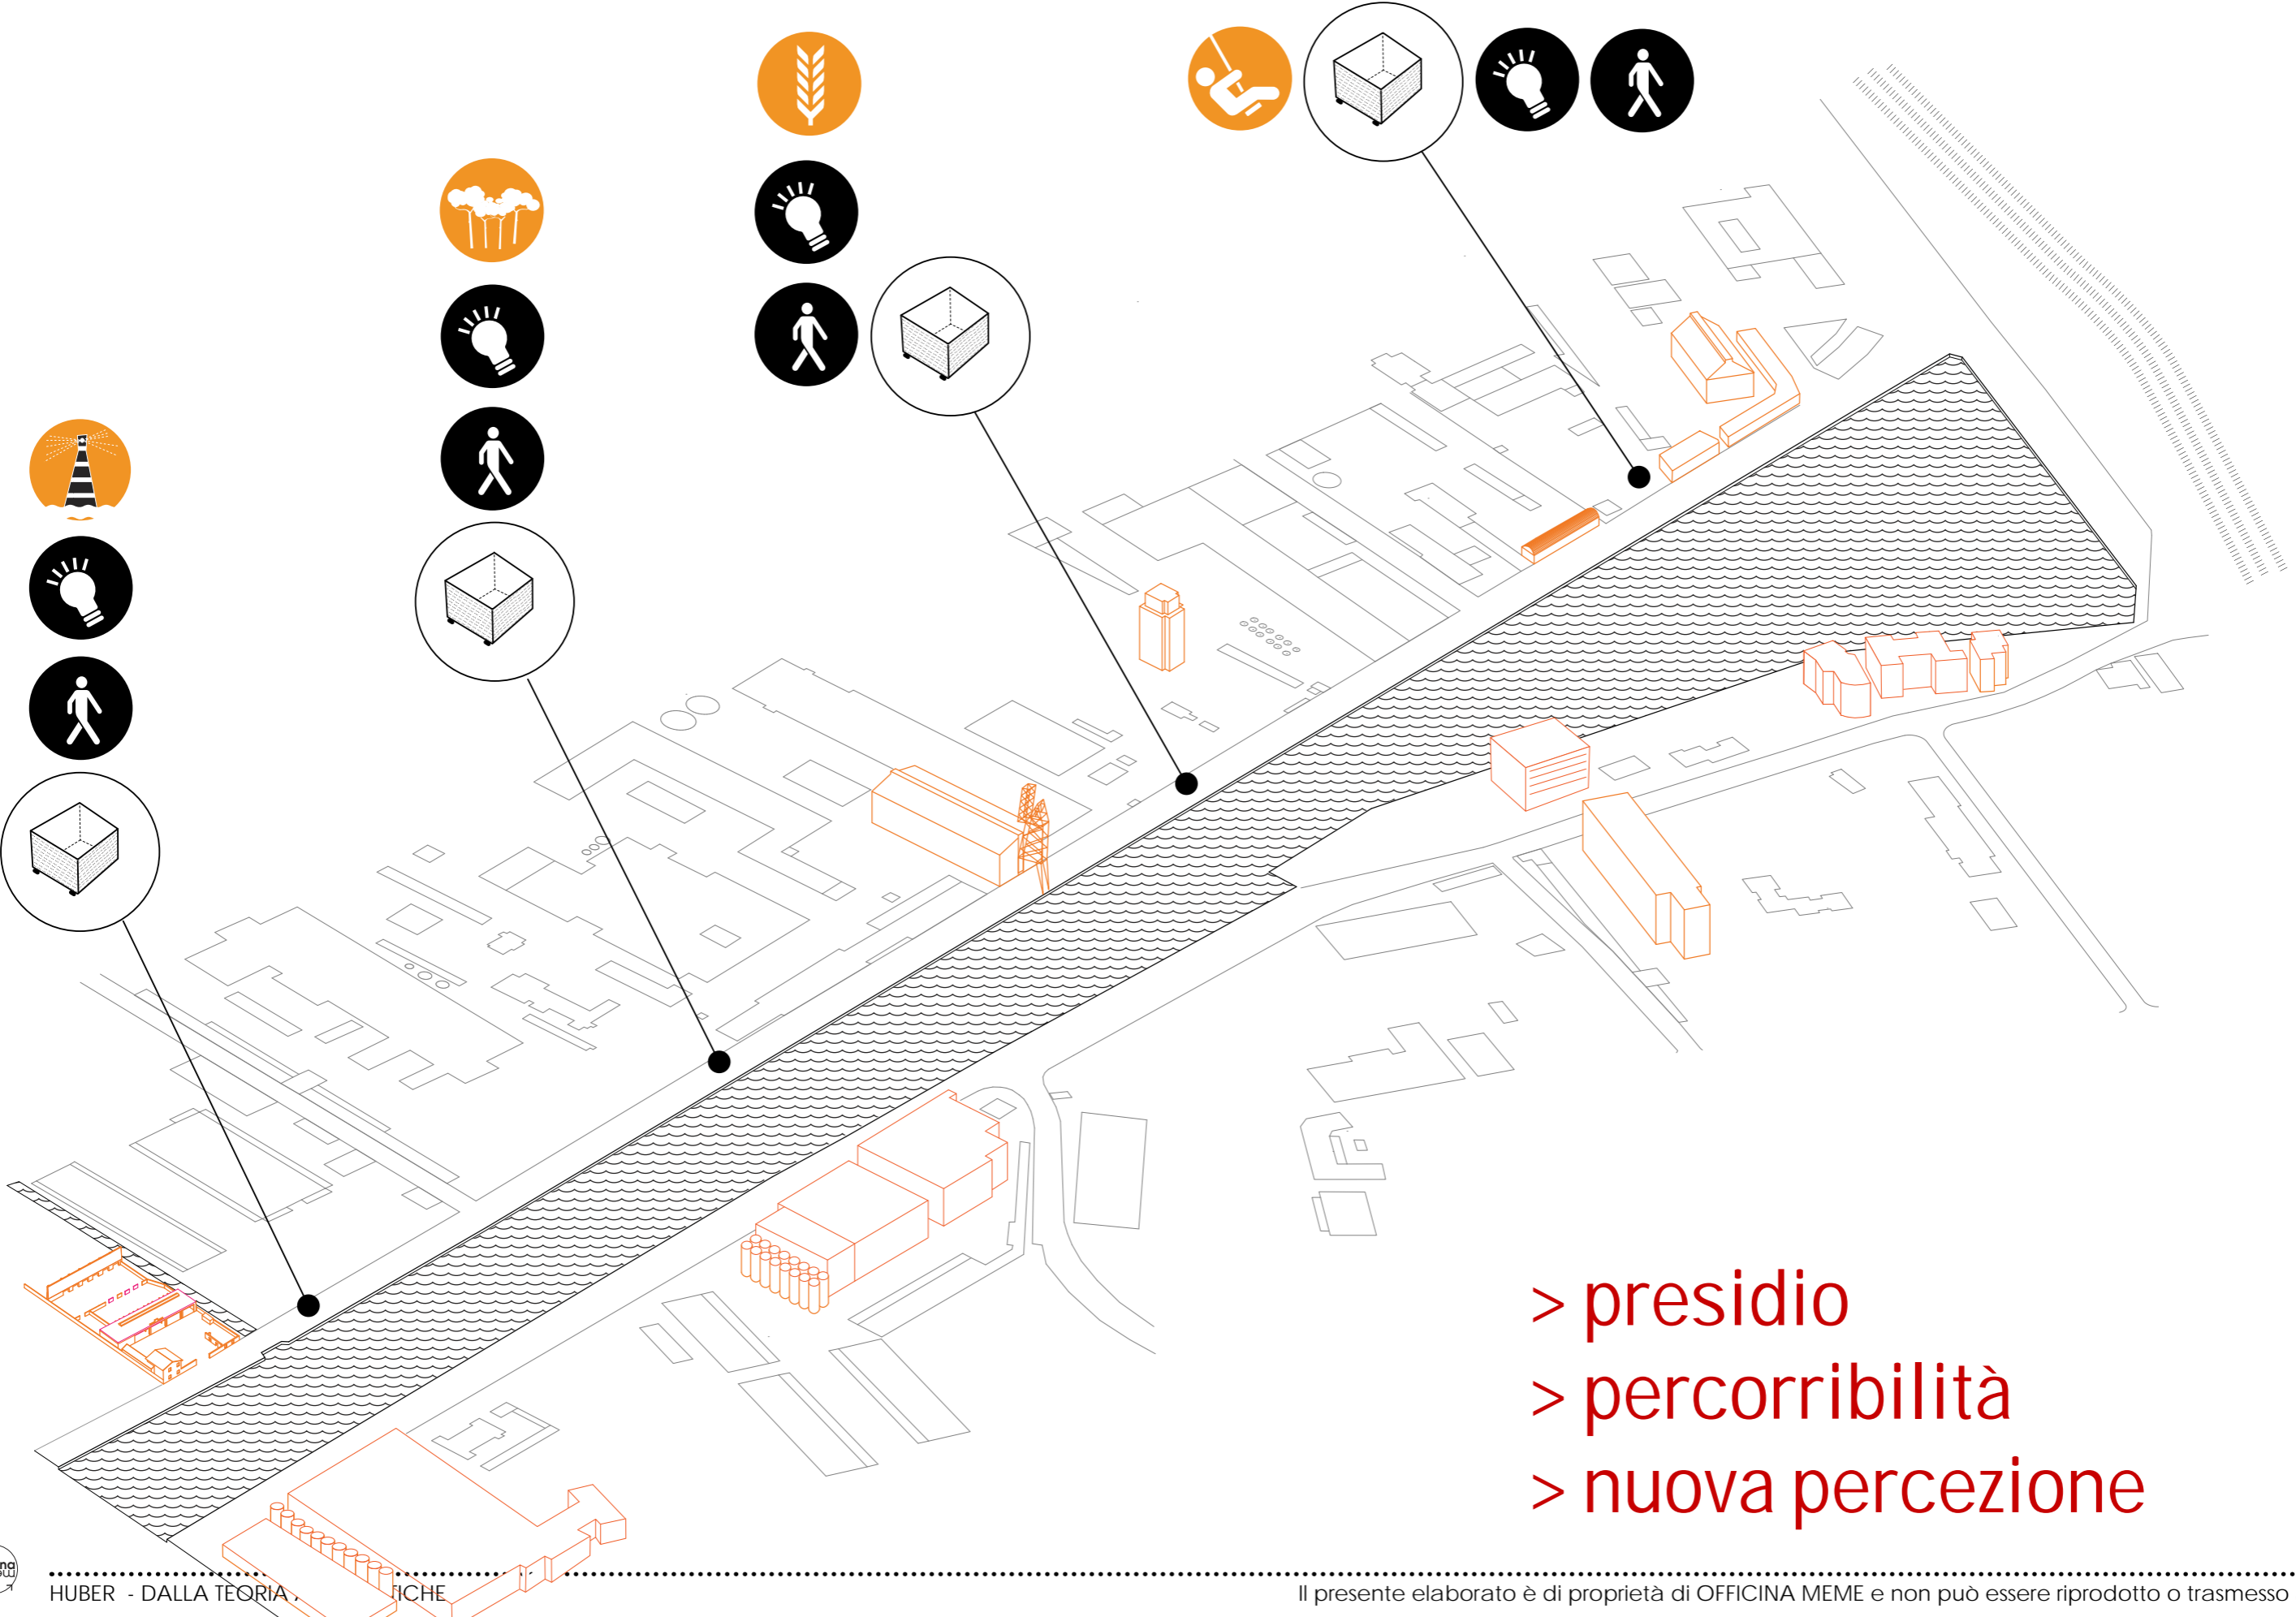 > presidio
> percorribilità
> nuova percezione
HUBER - DALLA TEORIA
Il presente elaborato è di proprietà di OFFICINA MEME e non può essere riprodotto o trasmesso